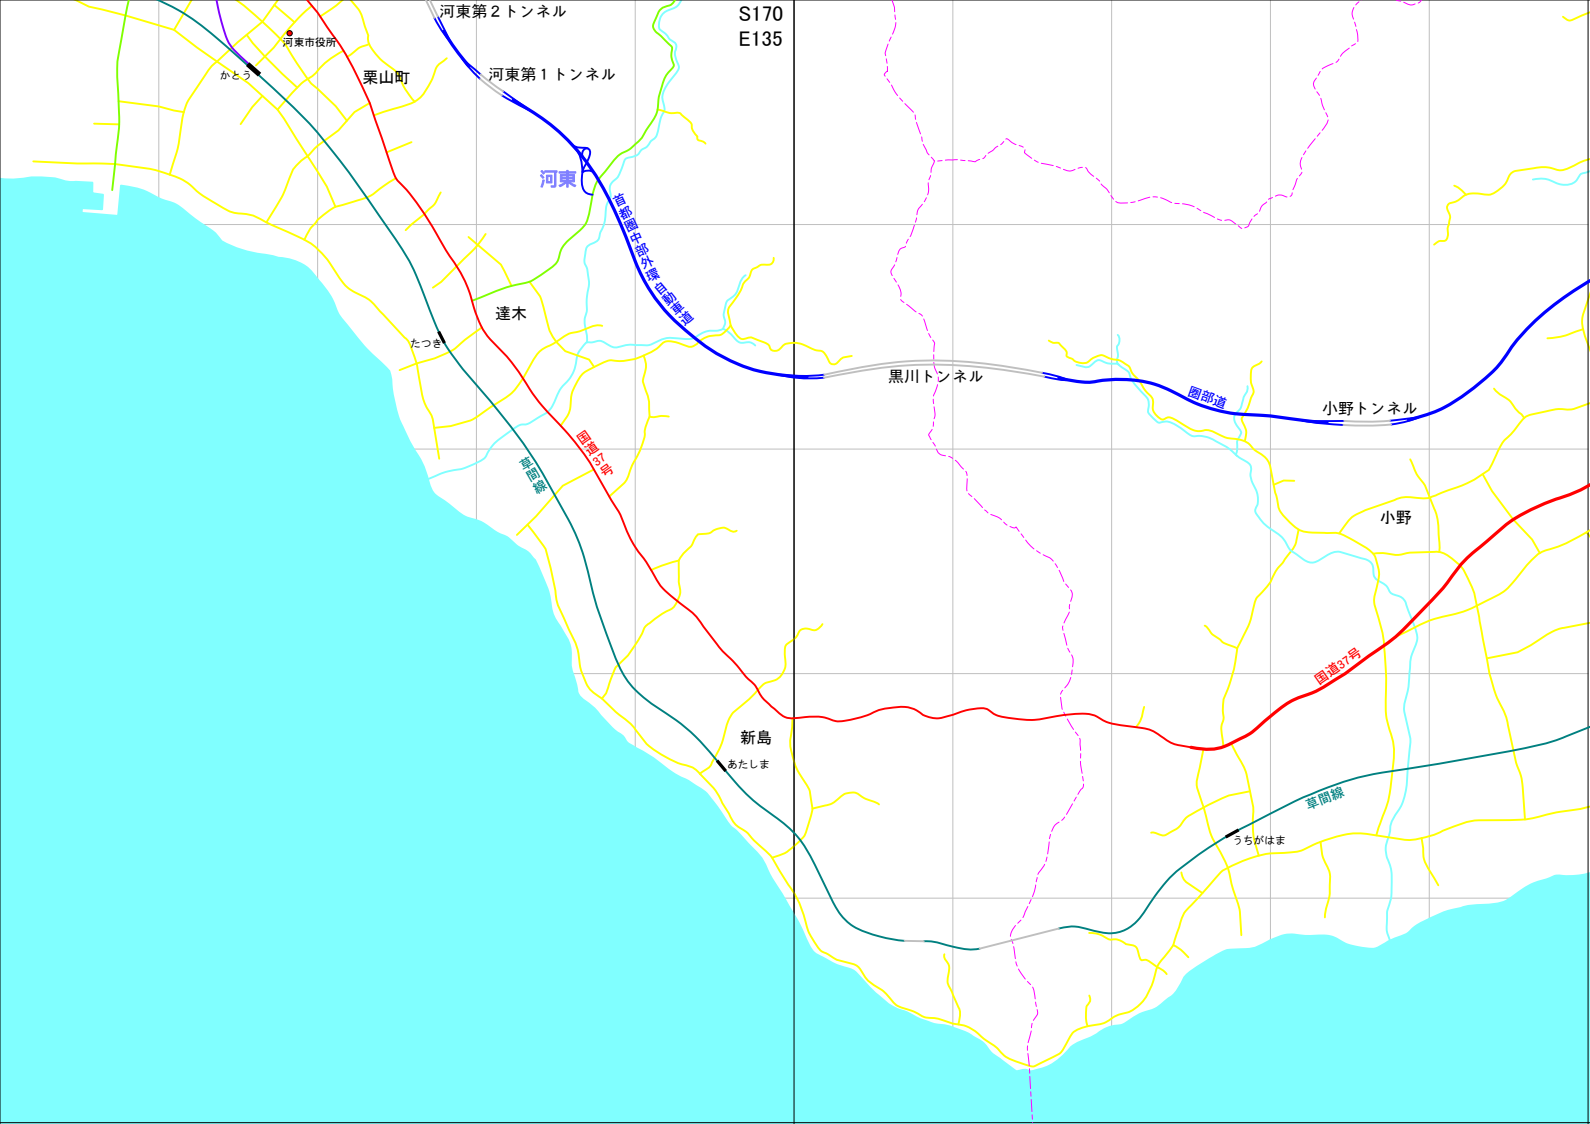 河東第２トンネル
S170
E135
河東市役所
かとう
栗山町
河東第１トンネル
河東
首都圏中部外環自動車道
達木
たつき
黒川トンネル
圏部道
小野トンネル
国道37号
草間線
小野
国道37号
新島
あたしま
草間線
うちがはま